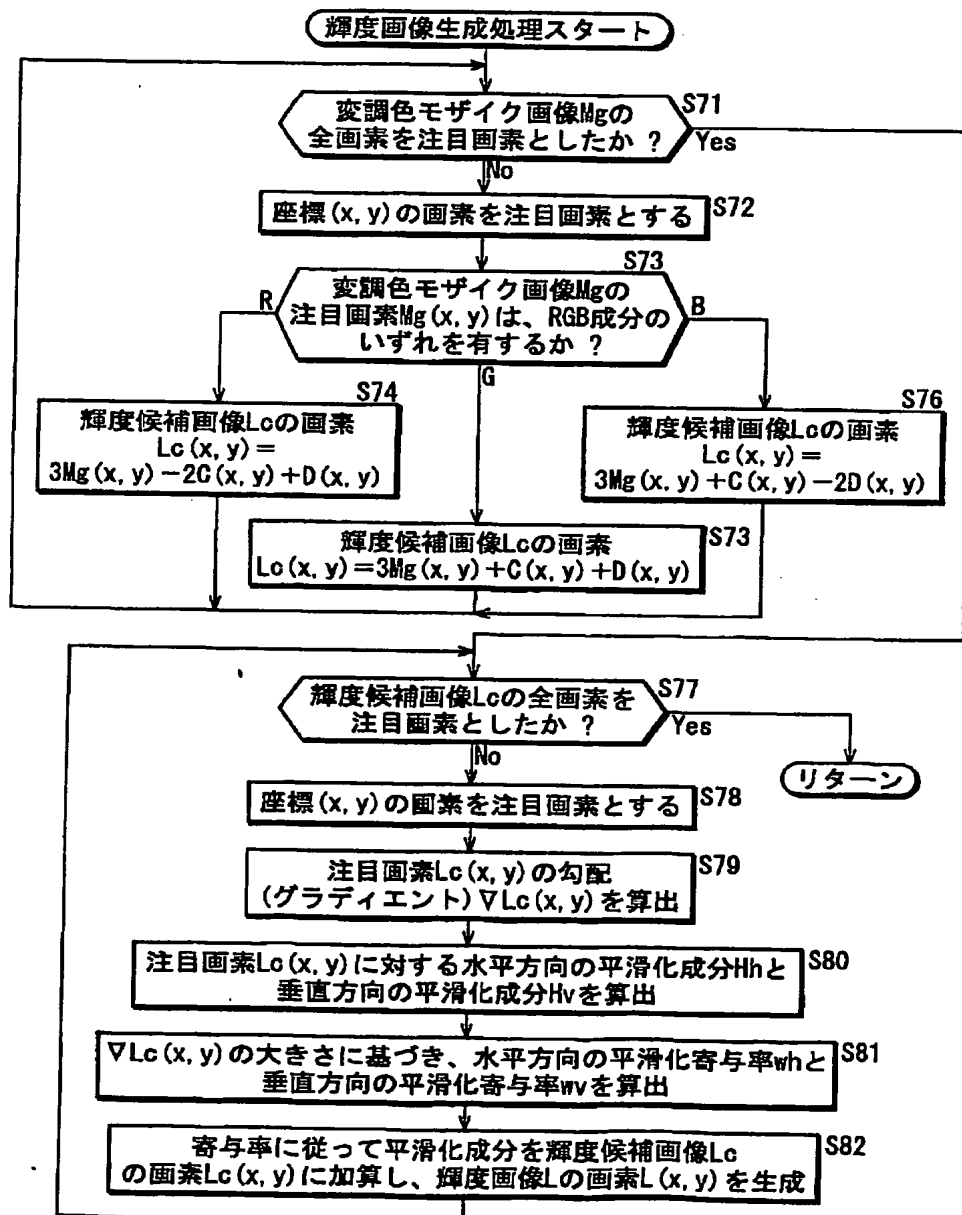 輝度画像生成処理スタート
S71
変調色モザイク画像Mgの
全画素を注目画素としたか ?
Yes
No
座標(x,y)の画素を注目画素とする
S72
S73
変調色モザイク画像Mgの
注目画素Mg(x,y)は、RGB成分の
いずれを有するか ?
R
B
G
S74
輝度候補画像Lcの画素
Lc(x,y)=
3Mg(x,y)-2C(x,y)+D(x,y)
S76
輝度候補画像Lcの画素
Lc(x,y)=
3Mg(x,y)+C(x,y)-2D(x,y)
S73
輝度候補画像Lcの画素
Lc(x,y)=3Mg(x,y)+C(x,y)+D(x,y)
S77
輝度候補画像Lcの全画素を
注目画素としたか ?
Yes
No
リターン
座標(x,y)の画素を注目画素とする
S78
注目画素Lc(x,y)の勾配
(グラディエント)∇Lc(x,y)を算出
S79
注目画素Lc(x,y)に対する水平方向の平滑化成分Hhと
垂直方向の平滑化成分Hvを算出
S80
∇Lc(x,y)の大きさに基づき、水平方向の平滑化寄与率whと
垂直方向の平滑化寄与率wvを算出
S81
寄与率に従って平滑化成分を輝度候補画像Lc
の画素Lc(x,y)に加算し、輝度画像Lの画素L(x,y)を生成
S82